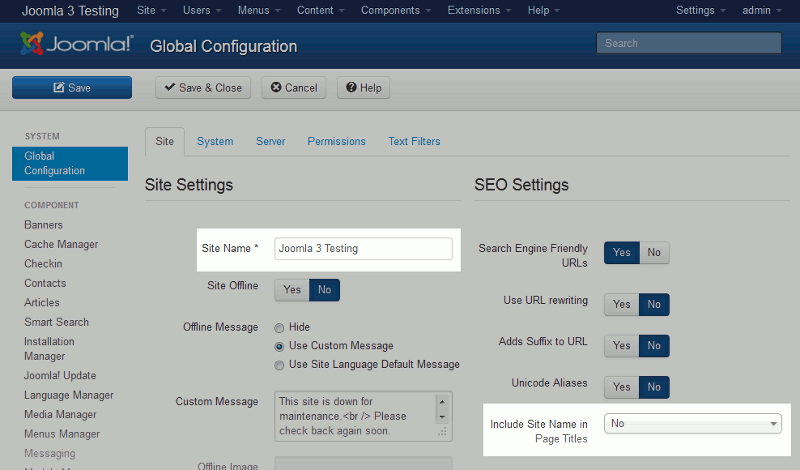 Joomla 3 Testing Site Users Menus Content Components Extensions Help Settings admin
Joomla!® Global Configuration Search
Save Save & Close Cancel Help
SYSTEM
Global
Configuration
COMPONENT
Banners
Cache Manager
Checkin
Contacts
Articles
Smart Search
Installation
Manager
Joomla! Update
Language Manager
Media Manager
Menus Manager
Messaging
Site System Server Permissions Text Filters
Site Settings
Site Name * Joomla 3 Testing
Site Offline Yes No
Offline Message Hide
Use Custom Message
Use Site Language Default Message
Custom Message This site is down for
maintenance.<br /> Please
check back again soon.
Offline Image
SEO Settings
Search Engine Friendly
URLs
Yes No
Use URL rewriting Yes No
Adds Suffix to URL Yes No
Unicode Aliases Yes No
Include Site Name in
Page Titles
No